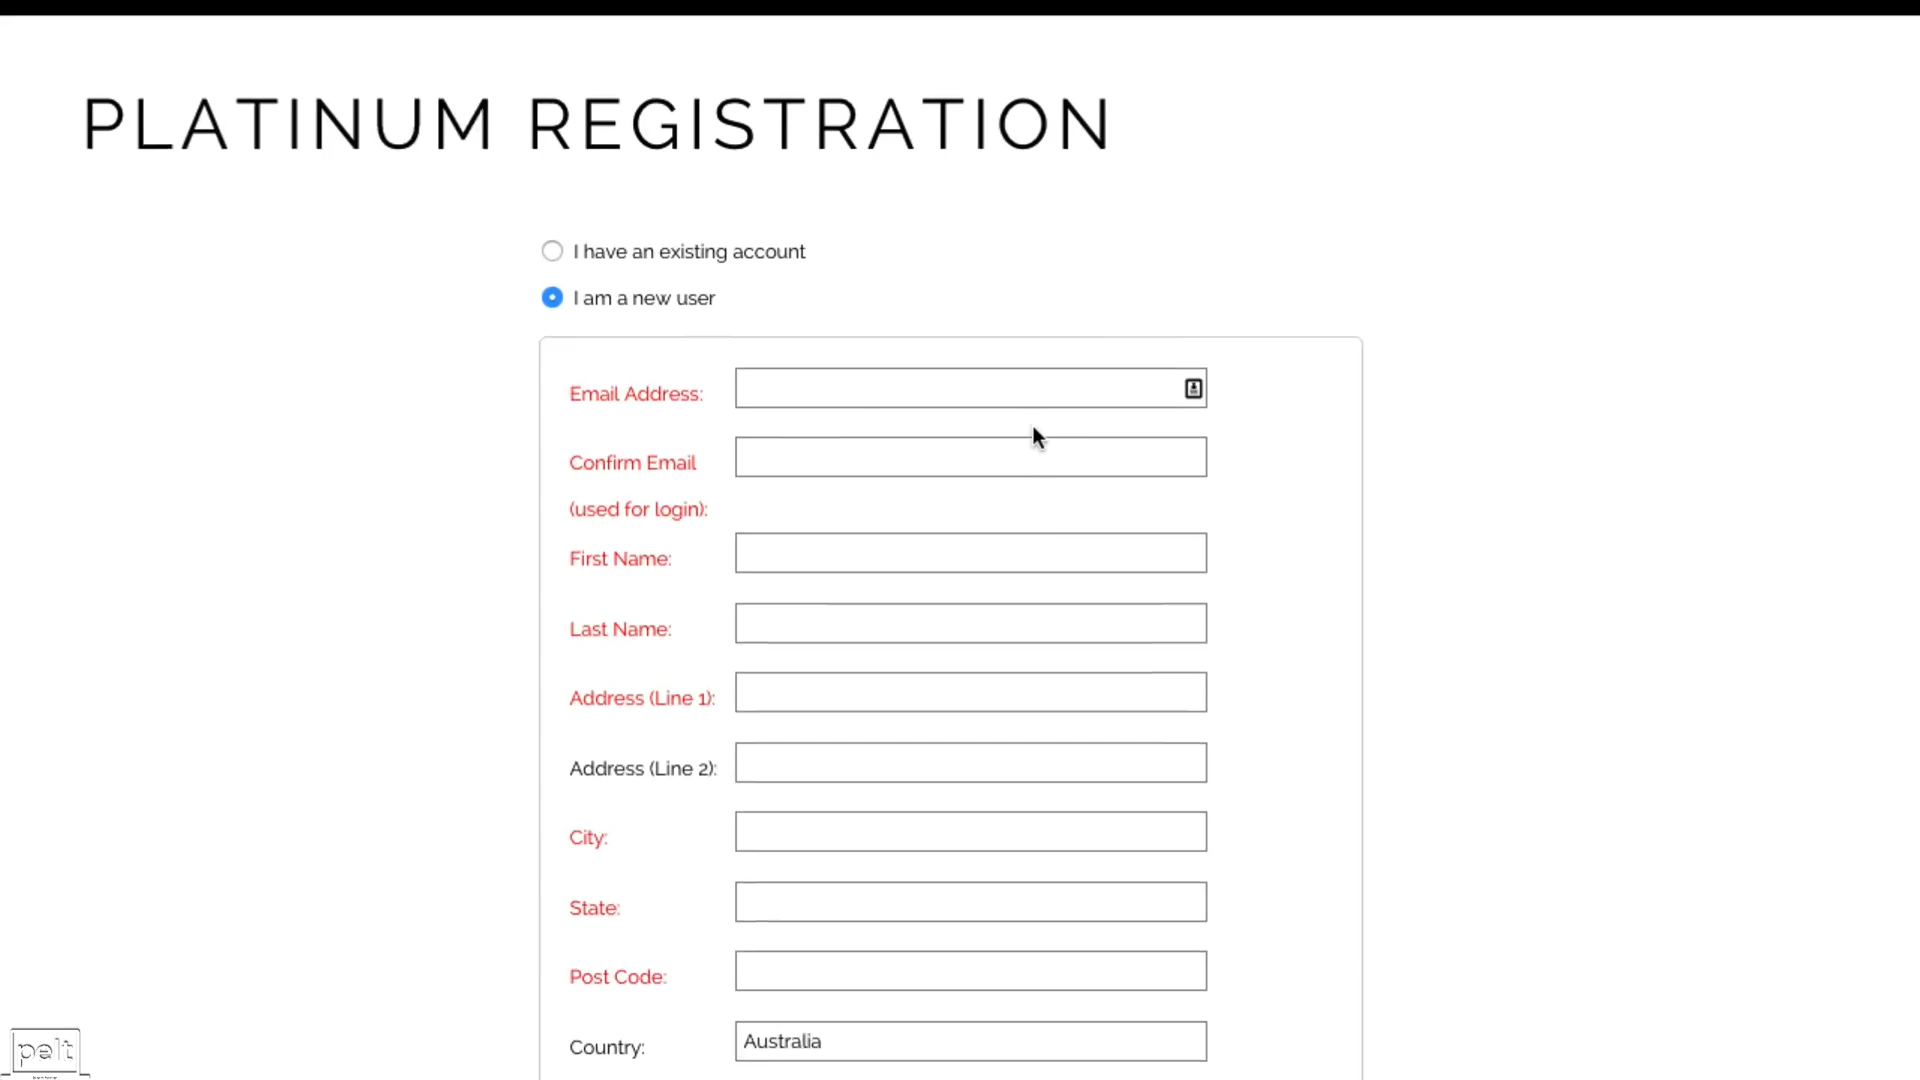 PLATINUM REGISTRATION
I have an existing account
I am a new user
Email Address:
Confirm Email
(used for login):
First Name:
Last Name:
Address (Line 1):
Address (Line 2):
City:
State:
Post Code:
Country:
Australia
pelt